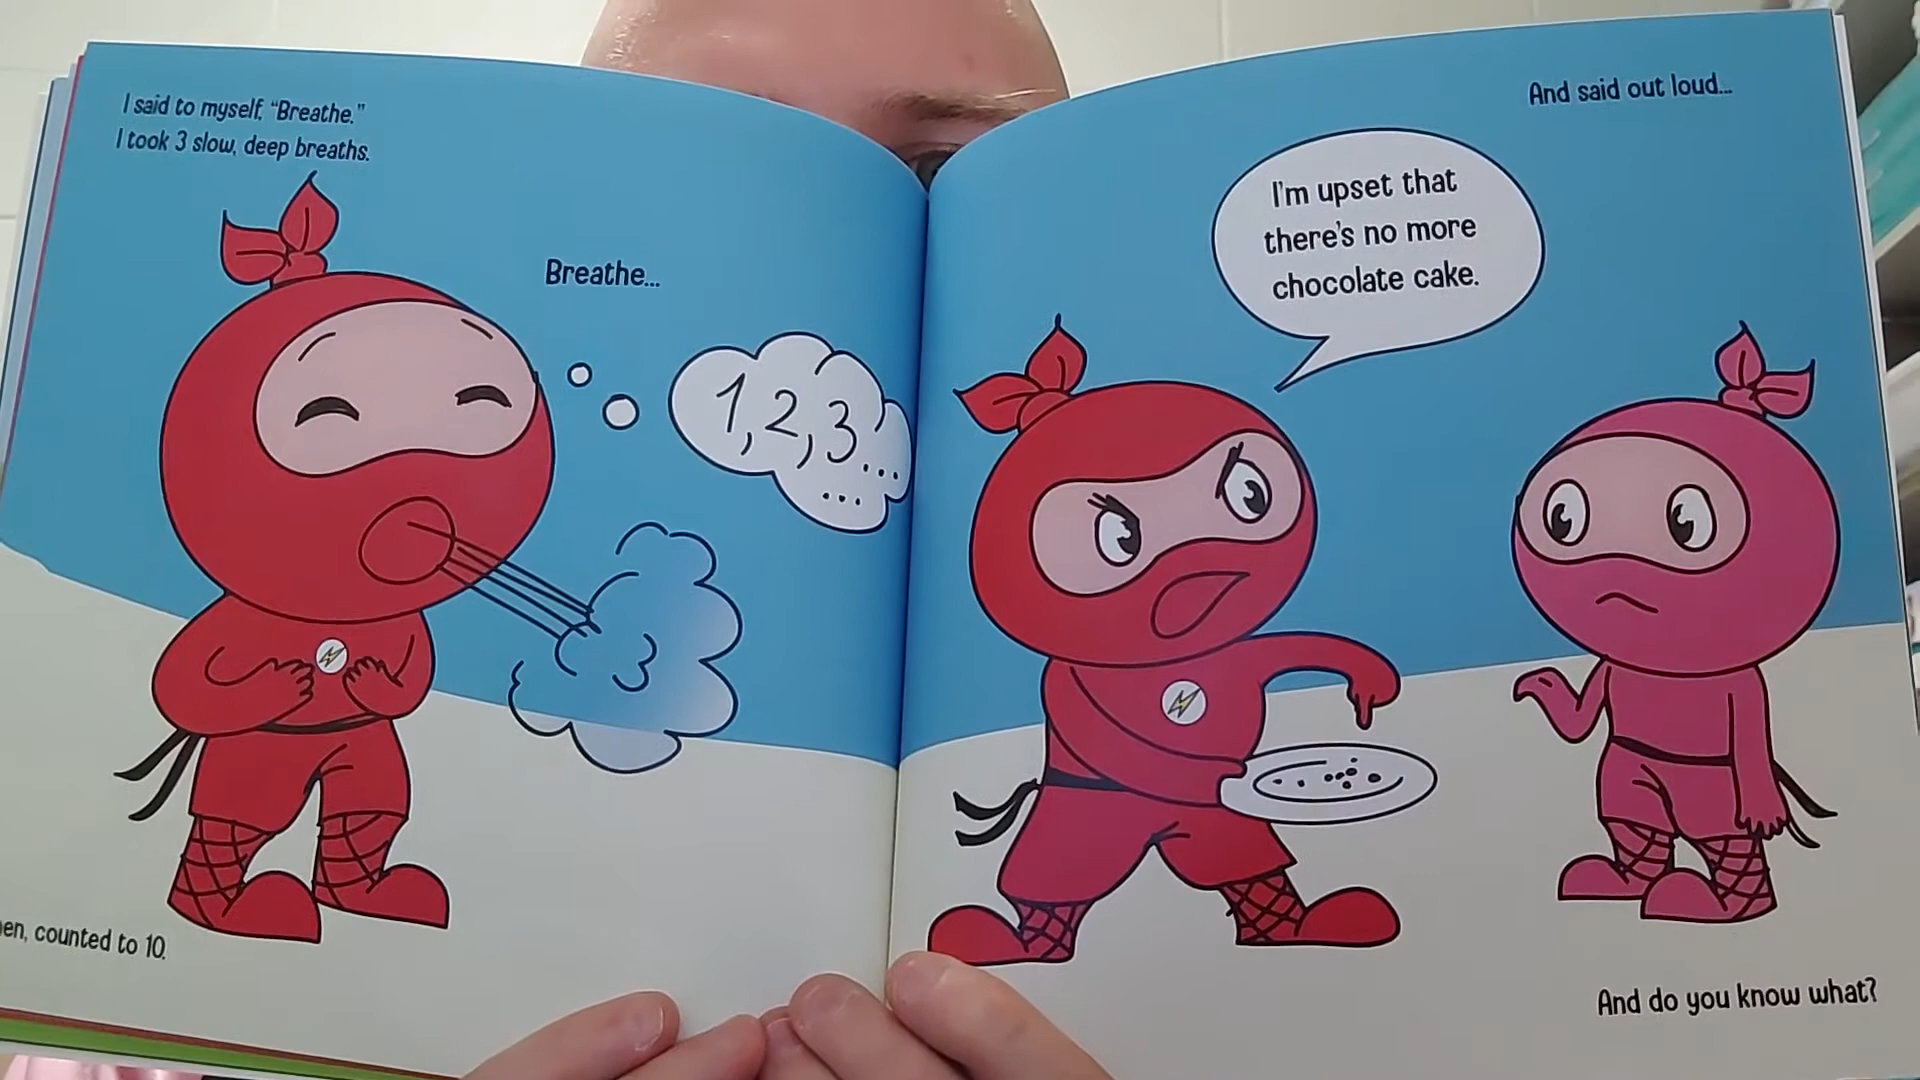 I said to myself, “Breathe.”
I took 3 slow, deep breaths.
Breathe...
1, 2, 3....
...
counted to 10.
And said out loud...
I'm upset that
there's no more
chocolate cake.
And do you know what?